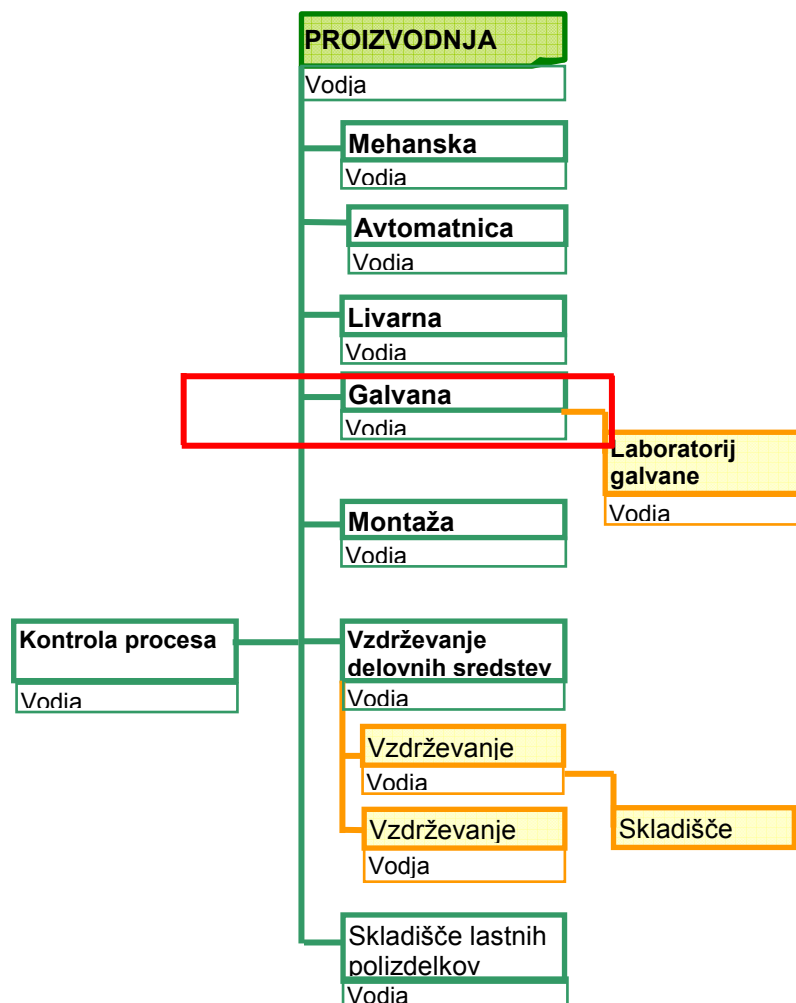 PROIZVODNJA
Vodja
Mehanska
Vodja
Avtomatnica
Vodja
Livarna
Vodja
Galvana
Vodja
Laboratorij
galvane
Vodja
Montaža
Vodja
Kontrola procesa
Vodja
Vzdrževanje
delovnih sredstev
Vodja
Vzdrževanje
Vodja
Skladišče
Vzdrževanje
Vodja
Skladišče lastnih
polizdelkov
Vodja